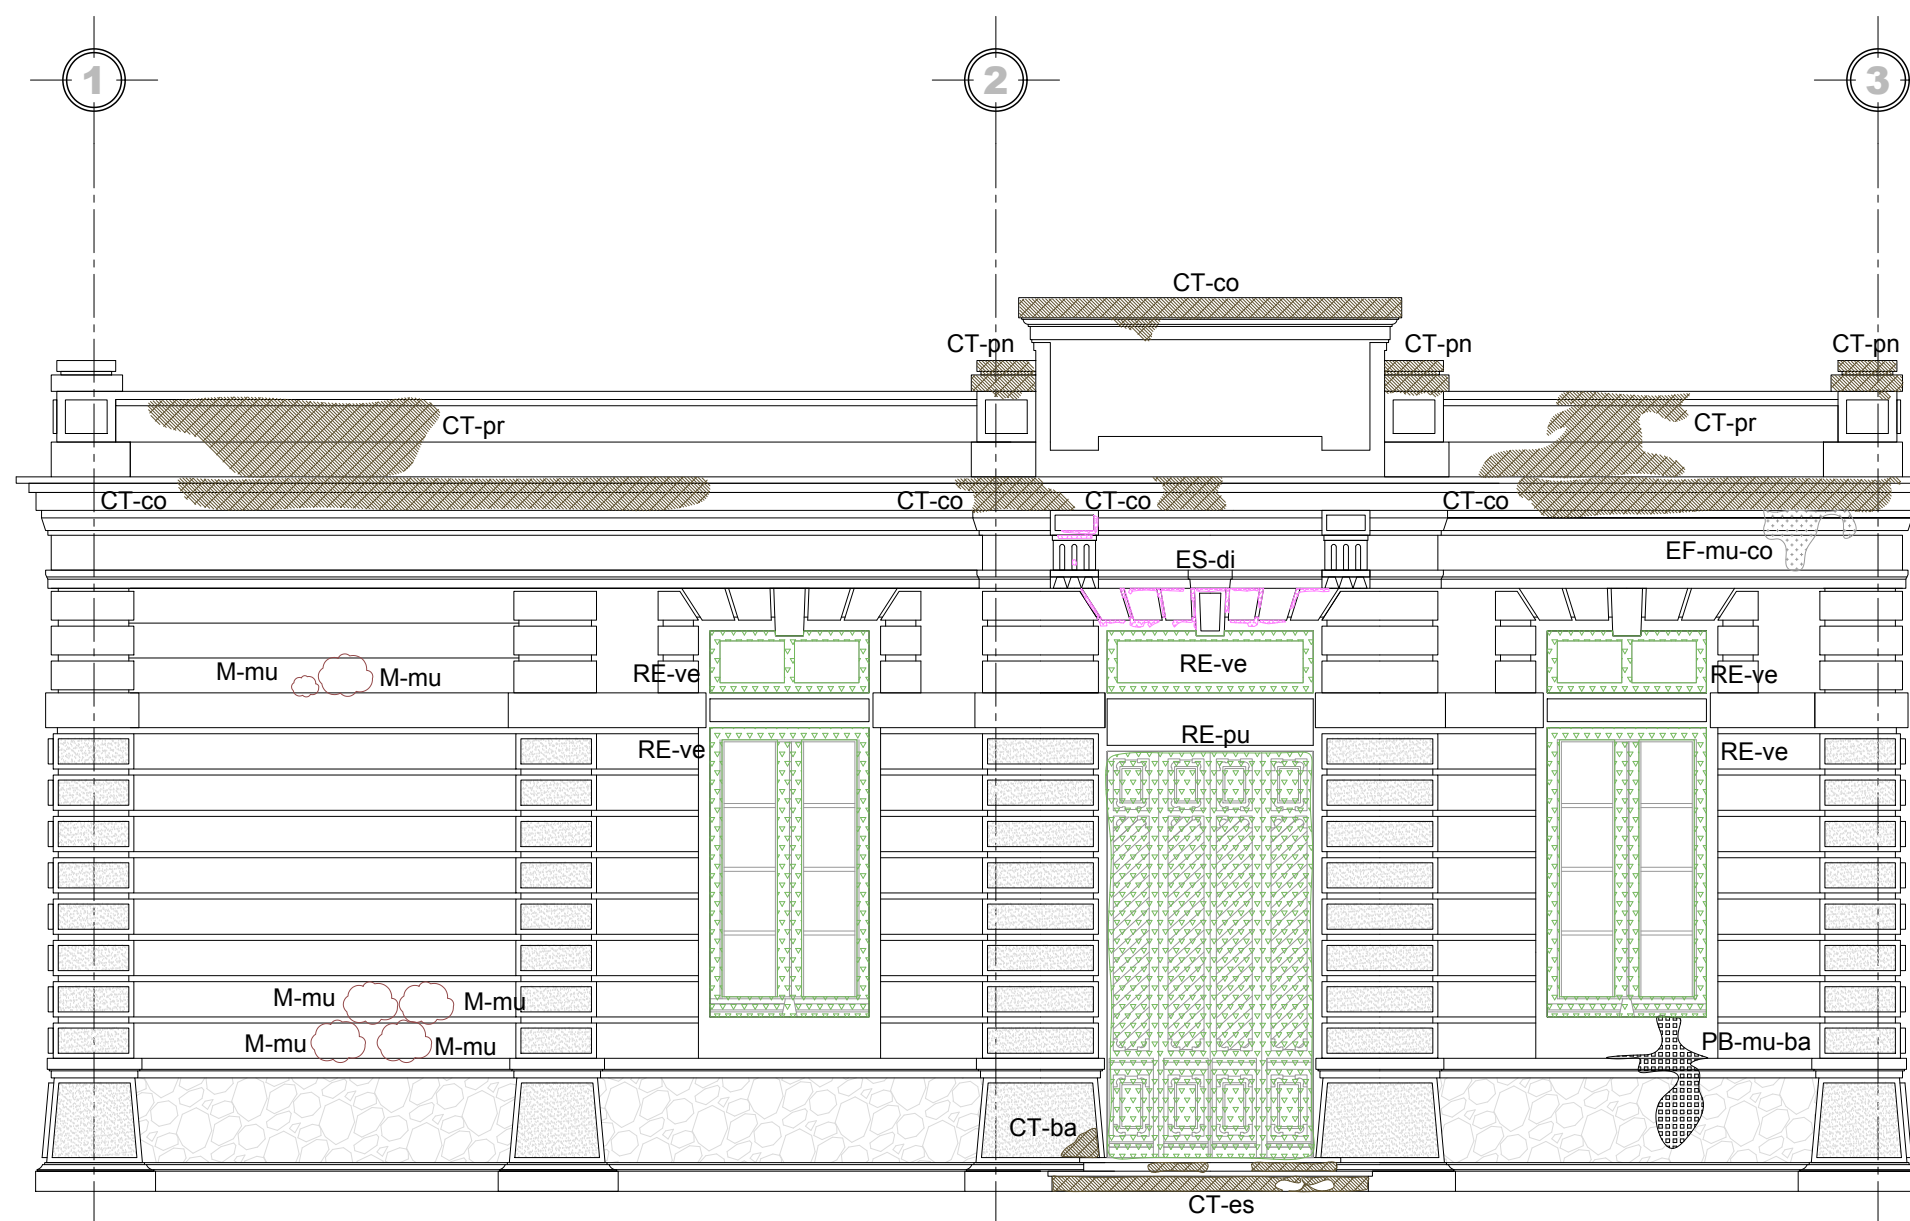 1 2 3
CT-co
CT-pn CT-pn CT-pn
CT-pr CT-pr
CT-co CT-co CT-co CT-co
EF-mu-co
ES-di
M-mu M-mu RE-ve RE-ve RE-ve
RE-ve RE-pu RE-ve
M-mu M-mu
M-mu M-mu PB-mu-ba
CT-ba
CT-es